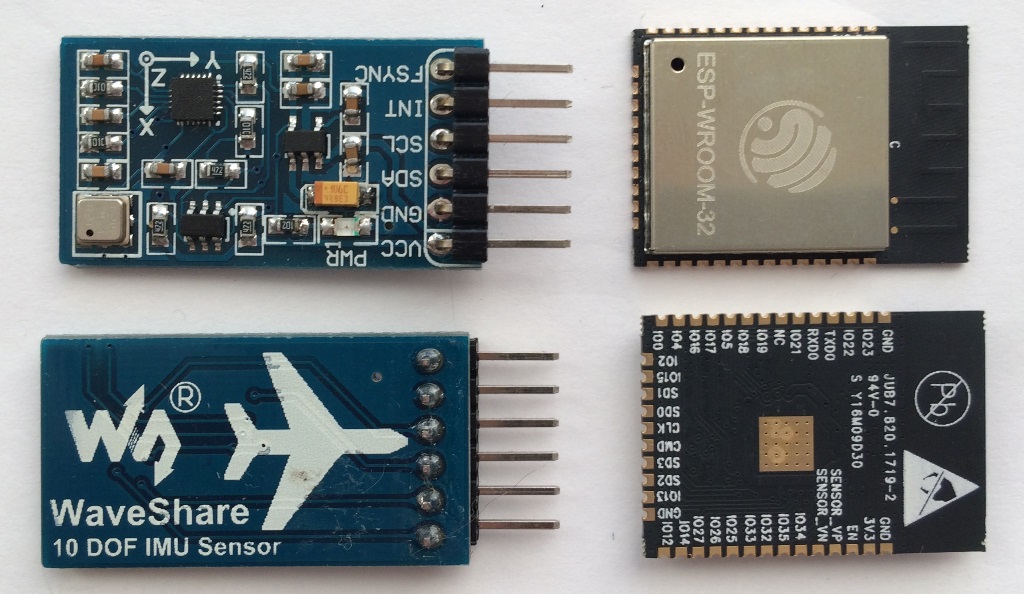 C
ESP-WROOM-32
Pb
JUB7.820.1719-2
94V-0
S Y16M09D30
GND
IO23
IO22
TXD0
RXD0
IO21
NC
IO19
IO18
IO5
IO17
IO16
IO4
IO0
IO2
IO15
SD1
SD0
CLK
CMD
SD3
SD2
IO13
GND
GND
3V3
EN
SENSOR_VP
SENSOR_VN
IO34
IO35
IO32
IO33
IO25
IO26
IO27
IO14
IO12
FSYNC
INT
SCL
SDA
GND
VCC
PWR
Y
Z
X
®
WaveShare
10 DOF IMU Sensor